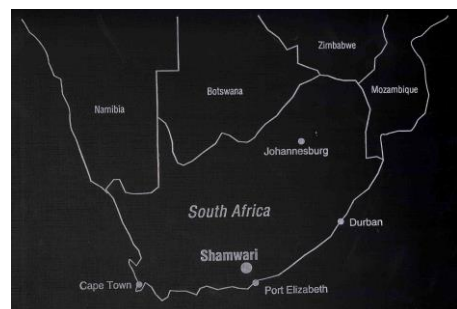 Zimbabwe
Botswana
Mozambique
Namibia
Johannesburg
South Africa
Durban
Shamwari
Cape Town
Port Elizabeth